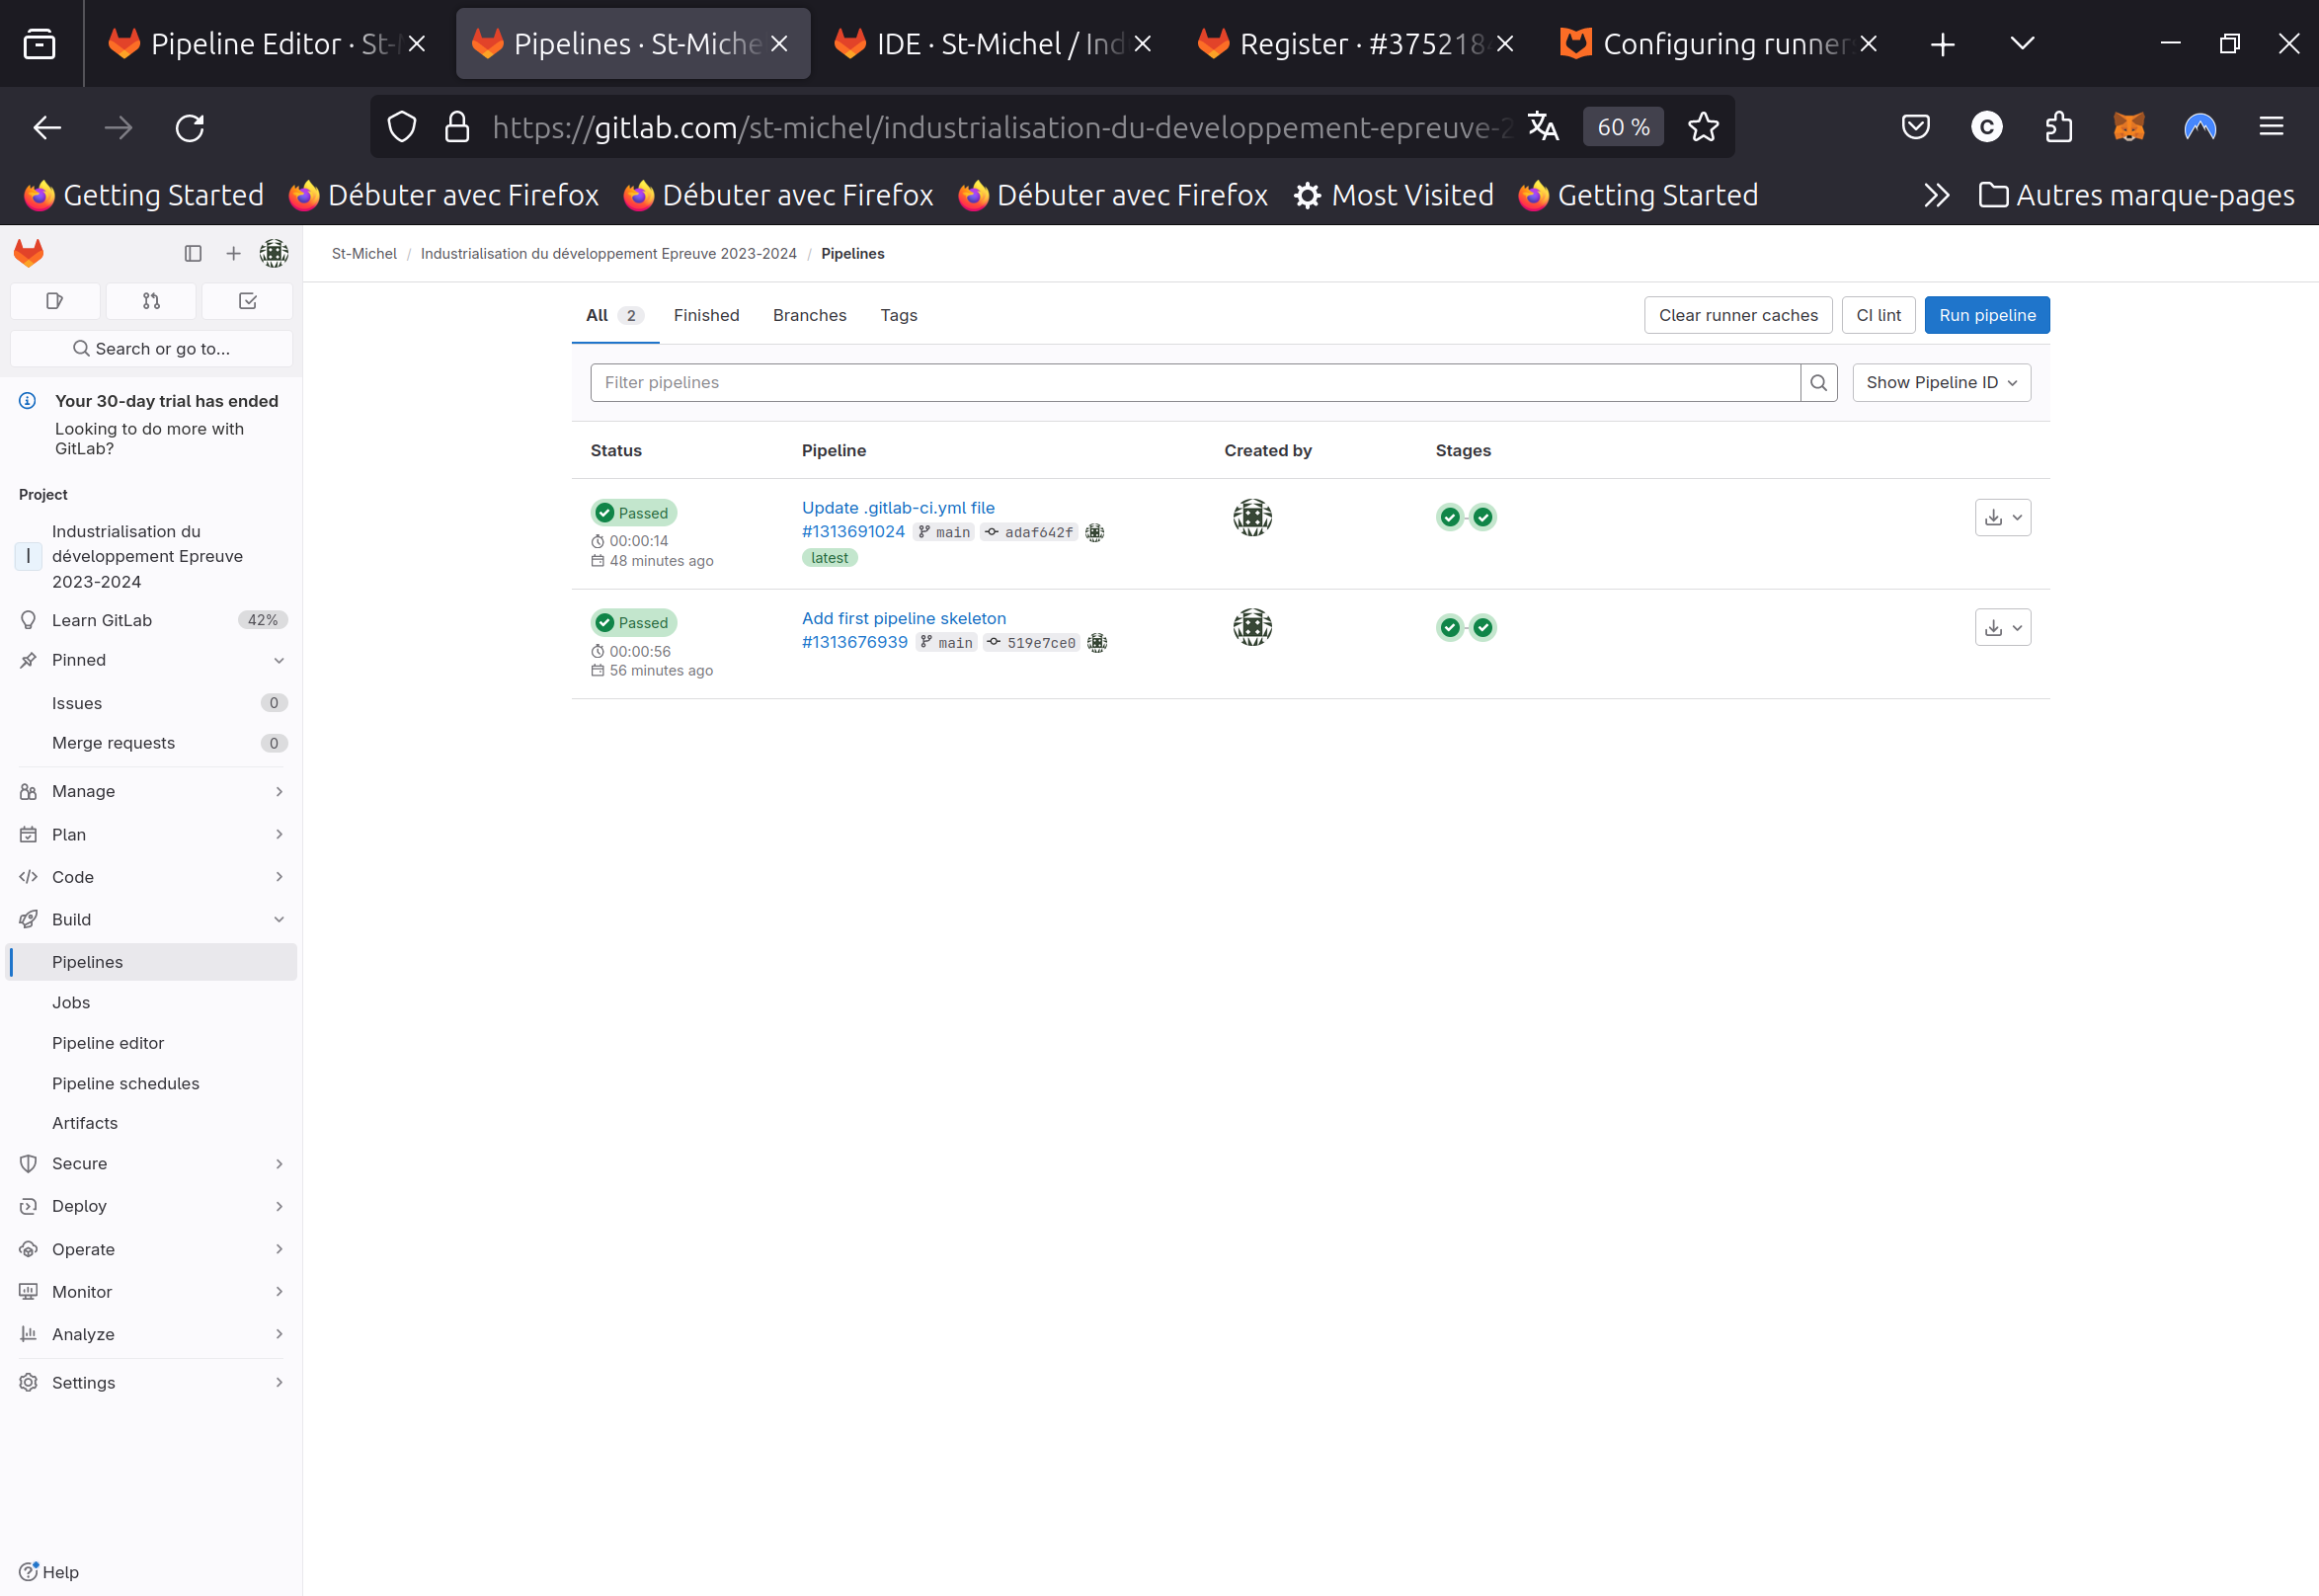 Pipeline Editor · St-M
Pipelines · St-Miche
IDE · St-Michel / Ind
Register · #375218
Configuring runner
https://gitlab.com/st-michel/industrialisation-du-developpement-epreuve-2
60 %
Getting Started
Débuter avec Firefox
Débuter avec Firefox
Débuter avec Firefox
Most Visited
Getting Started
Autres marque-pages
St-Michel / Industrialisation du développement Epreuve 2023-2024 / Pipelines
Search or go to...
Your 30-day trial has ended
Looking to do more with
GitLab?
Project
I
Industrialisation du
développement Epreuve
2023-2024
Learn GitLab 42%
Pinned
Issues 0
Merge requests 0
Manage
Plan
Code
Build
Pipelines
Jobs
Pipeline editor
Pipeline schedules
Artifacts
Secure
Deploy
Operate
Monitor
Analyze
Settings
Help
All 2 Finished Branches Tags
Clear runner caches CI lint Run pipeline
Filter pipelines
Show Pipeline ID
Status Pipeline Created by Stages
Passed
00:00:14
48 minutes ago
Update .gitlab-ci.yml file
#1313691024 main adaf642f
latest
Passed
00:00:56
56 minutes ago
Add first pipeline skeleton
#1313676939 main 519e7ce0